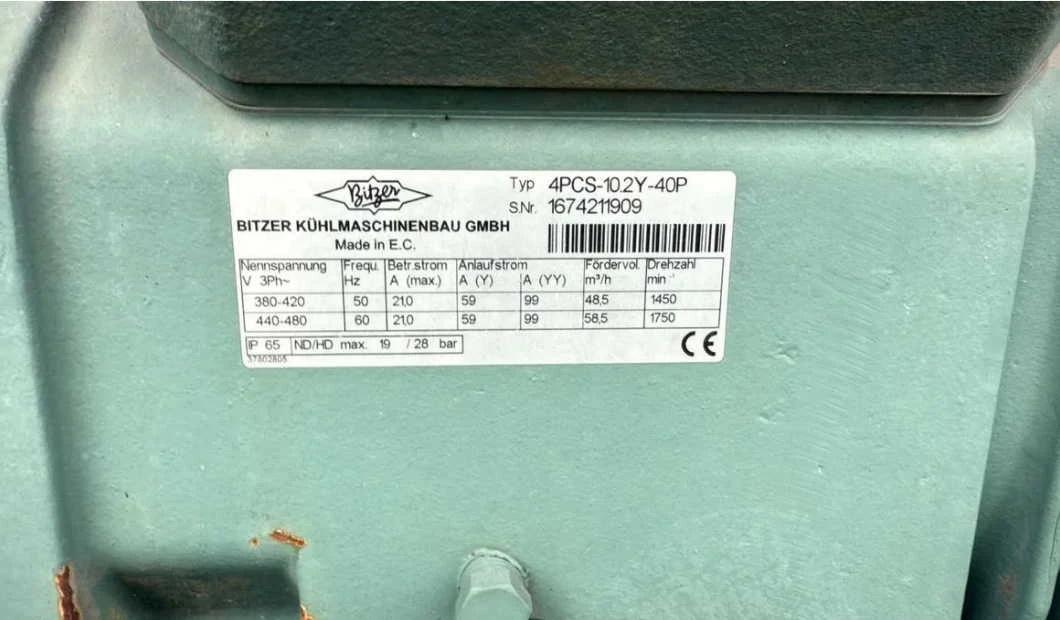 Bitzer
Typ 4PCS-10.2Y-40P
S.Nr. 1674211909
BITZER KÜHLMASCHINENBAU GMBH
Made in E.C.
Nennspannung Frequ. Betr.strom Anlaufstrom Fördervol. Drehzahl
V 3Ph~ Hz A (max.) A (Y) A (YY) m³/h min⁻¹
380-420 50 21,0 59 99 48,5 1450
440-480 60 21,0 59 99 58,5 1750
IP 65 ND/HD max. 19 / 28 bar
37802805
CE